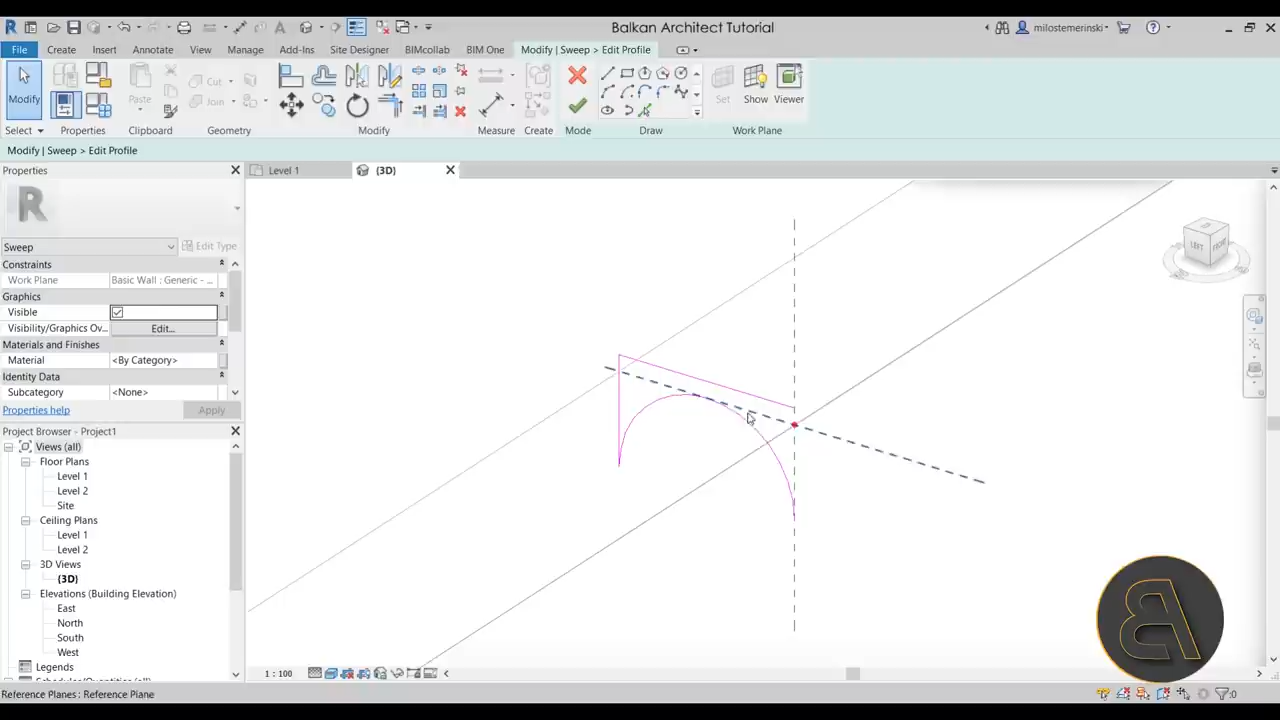 Balkan Architect Tutorial
milostemerinski
File
Create
Insert
Annotate
View
Manage
Add-Ins
Site Designer
BIMcollab
BIM One
Modify | Sweep > Edit Profile
Modify
Paste
Cut
Join
Set
Show
Viewer
Select
Properties
Clipboard
Geometry
Modify
Measure
Create
Mode
Draw
Work Plane
Modify | Sweep > Edit Profile
Properties
Level 1
(3D)
R
Sweep
Edit Type
Constraints
Work Plane
Basic Wall : Generic - ...
Graphics
Visible
Visibility/Graphics Ov...
Edit...
Materials and Finishes
Material
<By Category>
Identity Data
Subcategory
<None>
Properties help
Apply
LEFT
FRONT
Project Browser - Project1
Views (all)
Floor Plans
Level 1
Level 2
Site
Ceiling Plans
Level 1
Level 2
3D Views
(3D)
Elevations (Building Elevation)
East
North
South
West
Legends
1 : 100
Reference Planes : Reference Plane
:0